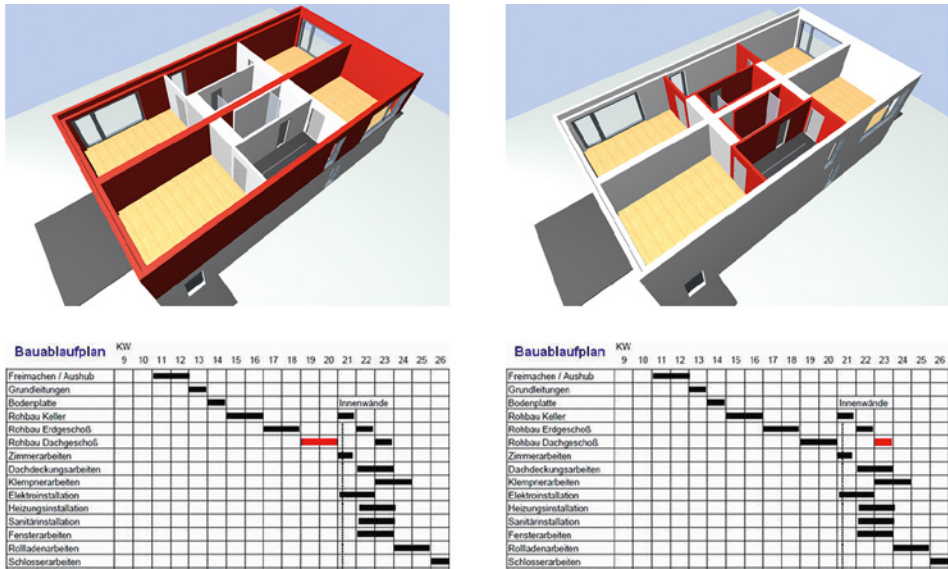 Bauablaufplan KW
9 10 11 12 13 14 15 16 17 18 19 20 21 22 23 24 25 26
Freimachen / Aushub
Grundleitungen
Bodenplatte Innenwände
Rohbau Keller
Rohbau Erdgeschoß
Rohbau Dachgeschoß
Zimmerarbeiten
Dachdeckungsarbeiten
Klempnerarbeiten
Elektroinstallation
Heizungsinstallation
Sanitärinstallation
Fensterarbeiten
Rollladenarbeiten
Schlosserarbeiten
Bauablaufplan KW
9 10 11 12 13 14 15 16 17 18 19 20 21 22 23 24 25 26
Freimachen / Aushub
Grundleitungen
Bodenplatte Innenwände
Rohbau Keller
Rohbau Erdgeschoß
Rohbau Dachgeschoß
Zimmerarbeiten
Dachdeckungsarbeiten
Klempnerarbeiten
Elektroinstallation
Heizungsinstallation
Sanitärinstallation
Fensterarbeiten
Rollladenarbeiten
Schlosserarbeiten